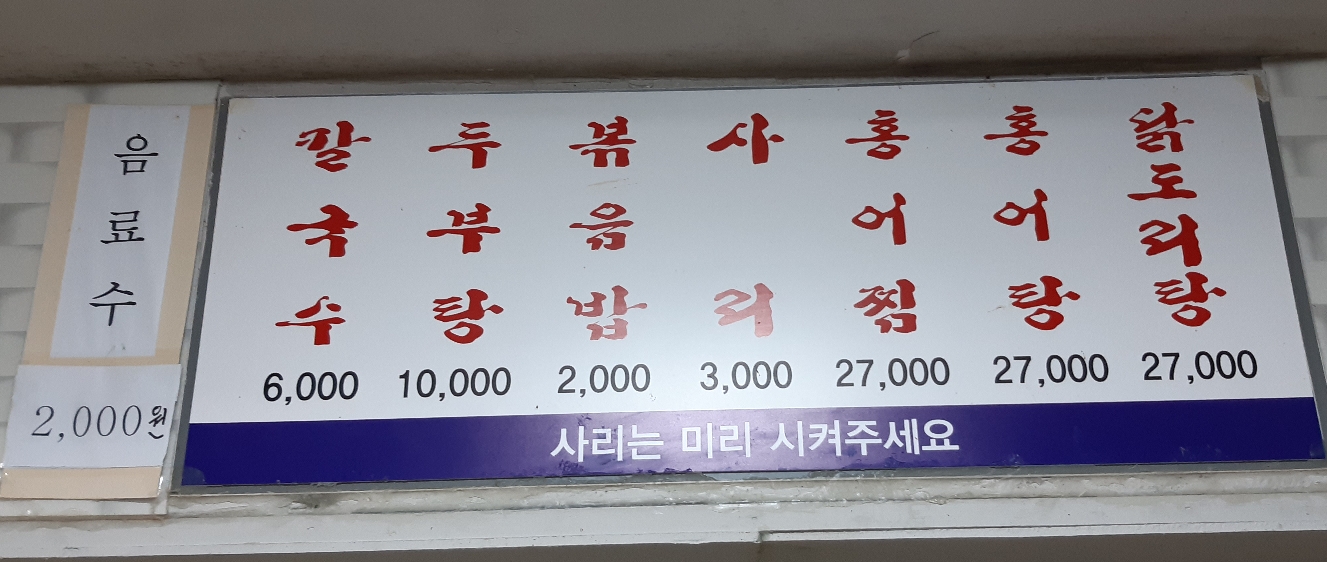 음료수
2,000원
칼국수
6,000
두부탕
10,000
볶음밥
2,000
사리
3,000
홍어찜
27,000
홍어탕
27,000
닭도리탕
27,000
사리는 미리 시켜주세요